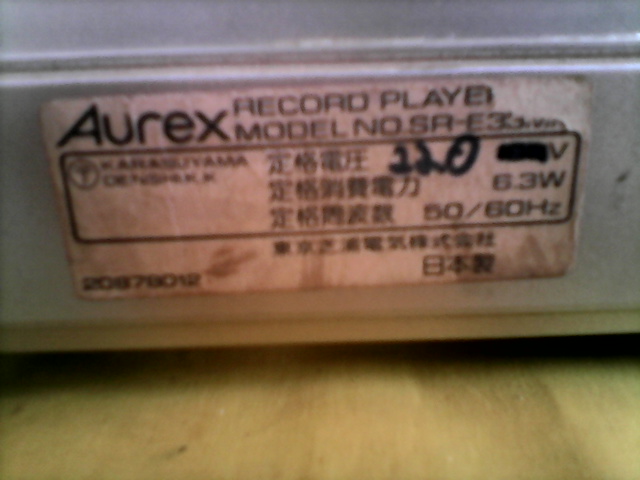 Aurex RECORD PLAYER
MODEL NO. SR-E33
KARASUYAMA
DENSHI K.K
定格電圧 220 V
定格消費電力 6.3W
定格周波数 50/60Hz
東京芝浦電気株式会社
日本製
20878012